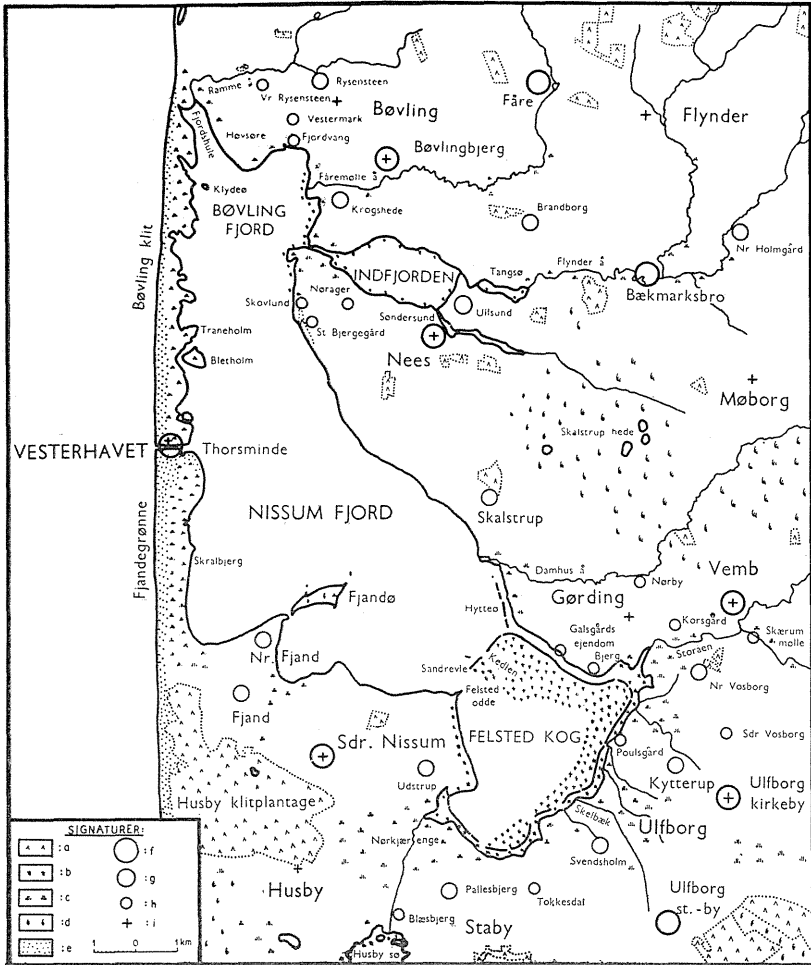 Ramme å
Rysensteen
Vr Rysensteen
Vestermark
Fjordvang
Bøvling
Bøvlingbjerg
Fåre
Flynder
Fjordshule
Høvsøre
Klydeø
BØVLING
FJORD
Fåremølle å
Krogshede
Brandborg
Nr Holmgård
Bøvling klit
INDFJORDEN
Tangsø
Flynder å
Bækmarksbro
Skovlund
Nørager
St Bjergegård
Søndersund
Ulfsund
Nees
Traneholm
Bletholm
Møborg
Skalstrup hede
VESTERHAVET
Thorsminde
NISSUM FJORD
Skalstrup
Fjandegrønne
Skralbjerg
Damhus å
Nørby
Vemb
Fjandø
Hytteø
Gørding
Galsgårds
ejendom
Bjerg
Korsgård
Skærum
mølle
Storåen
Nr. Fjand
Sandrevle
Kedlen
Felsted
odde
Nr Vosborg
Fjand
FELSTED KOG
Sdr Vosborg
Sdr. Nissum
Poulsgård
Kytterup
Udstrup
Ulfborg
kirkeby
Husby klitplantage
Skelbæk
Ulfborg
Nørkjær enge
Svendsholm
Husby
Pallesbjerg
Tokkesdal
Ulfborg
st.-by
Blæsbjerg
Staby
Husby sø
SIGNATURER:
:a :f
:b :g
:c :h
:d :i
:e 1 0 1km